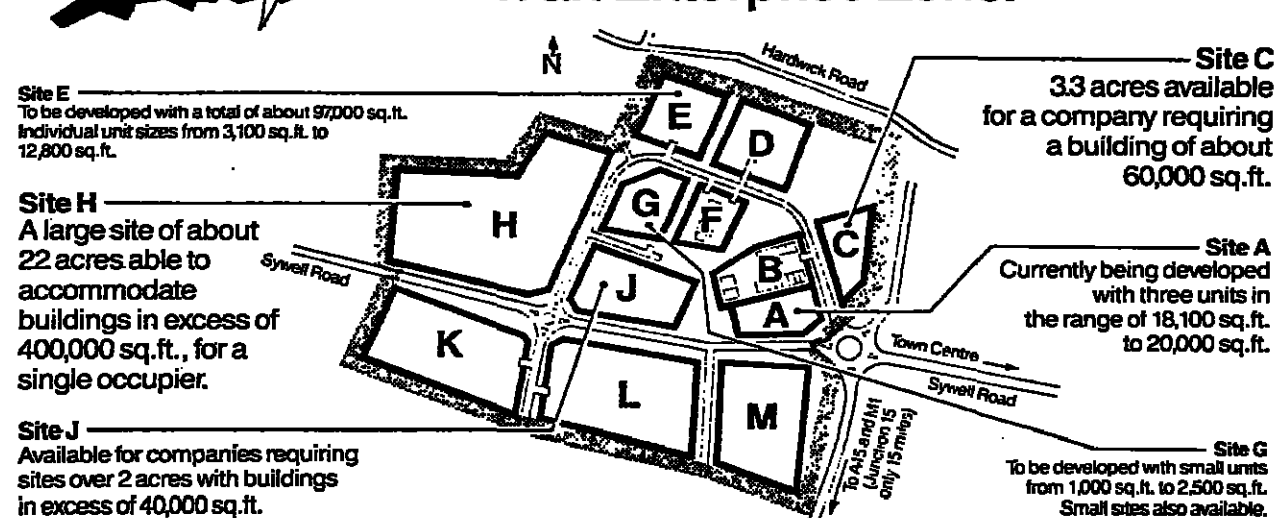 N
Hardwick Road
Site E
To be developed with a total of about 97,000 sq.ft.
Individual unit sizes from 3,100 sq.ft. to
12,800 sq.ft.
Site C
3.3 acres available
for a company requiring
a building of about
60,000 sq.ft.
Site H
A large site of about
22 acres able to
accommodate
buildings in excess of
400,000 sq.ft., for a
single occupier.
Site A
Currently being developed
with three units in
the range of 18,100 sq.ft.
to 20,000 sq.ft.
Site J
Available for companies requiring
sites over 2 acres with buildings
in excess of 40,000 sq.ft.
Site G
To be developed with small units
from 1,000 sq.ft. to 2,500 sq.ft.
Small sites also available.
E
D
G
F
H
C
B
J
A
K
L
M
Sywell Road
Town Centre
Sywell Road
To A45 and M1
(Junction 15
only 15 miles)